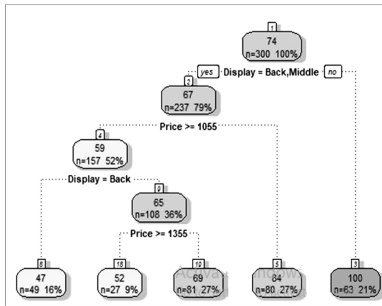 1
74
n=300 100%
yes Display = Back,Middle no
2
67
n=237 79%
Price >= 1055
4
59
n=157 52%
Display = Back
9
65
n=108 36%
Price >= 1355
8
47
n=49 16%
18
52
n=27 9%
19
69
n=81 27%
5
84
n=80 27%
3
100
n=63 21%